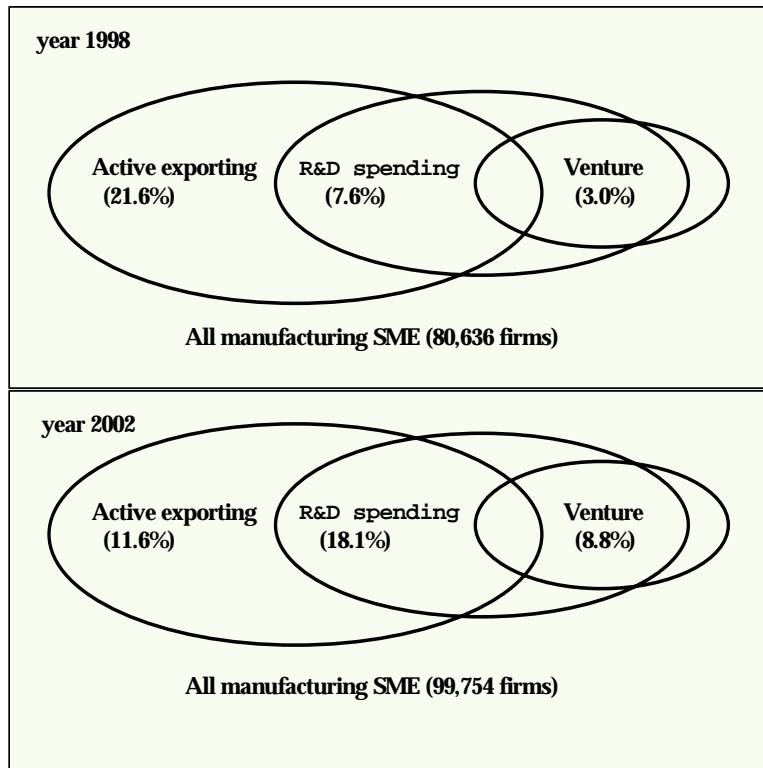 year 1998
Active exporting R&D spending Venture
(21.6%) (7.6%) (3.0%)
All manufacturing SME (80,636 firms)
year 2002
Active exporting R&D spending Venture
(11.6%) (18.1%) (8.8%)
All manufacturing SME (99,754 firms)